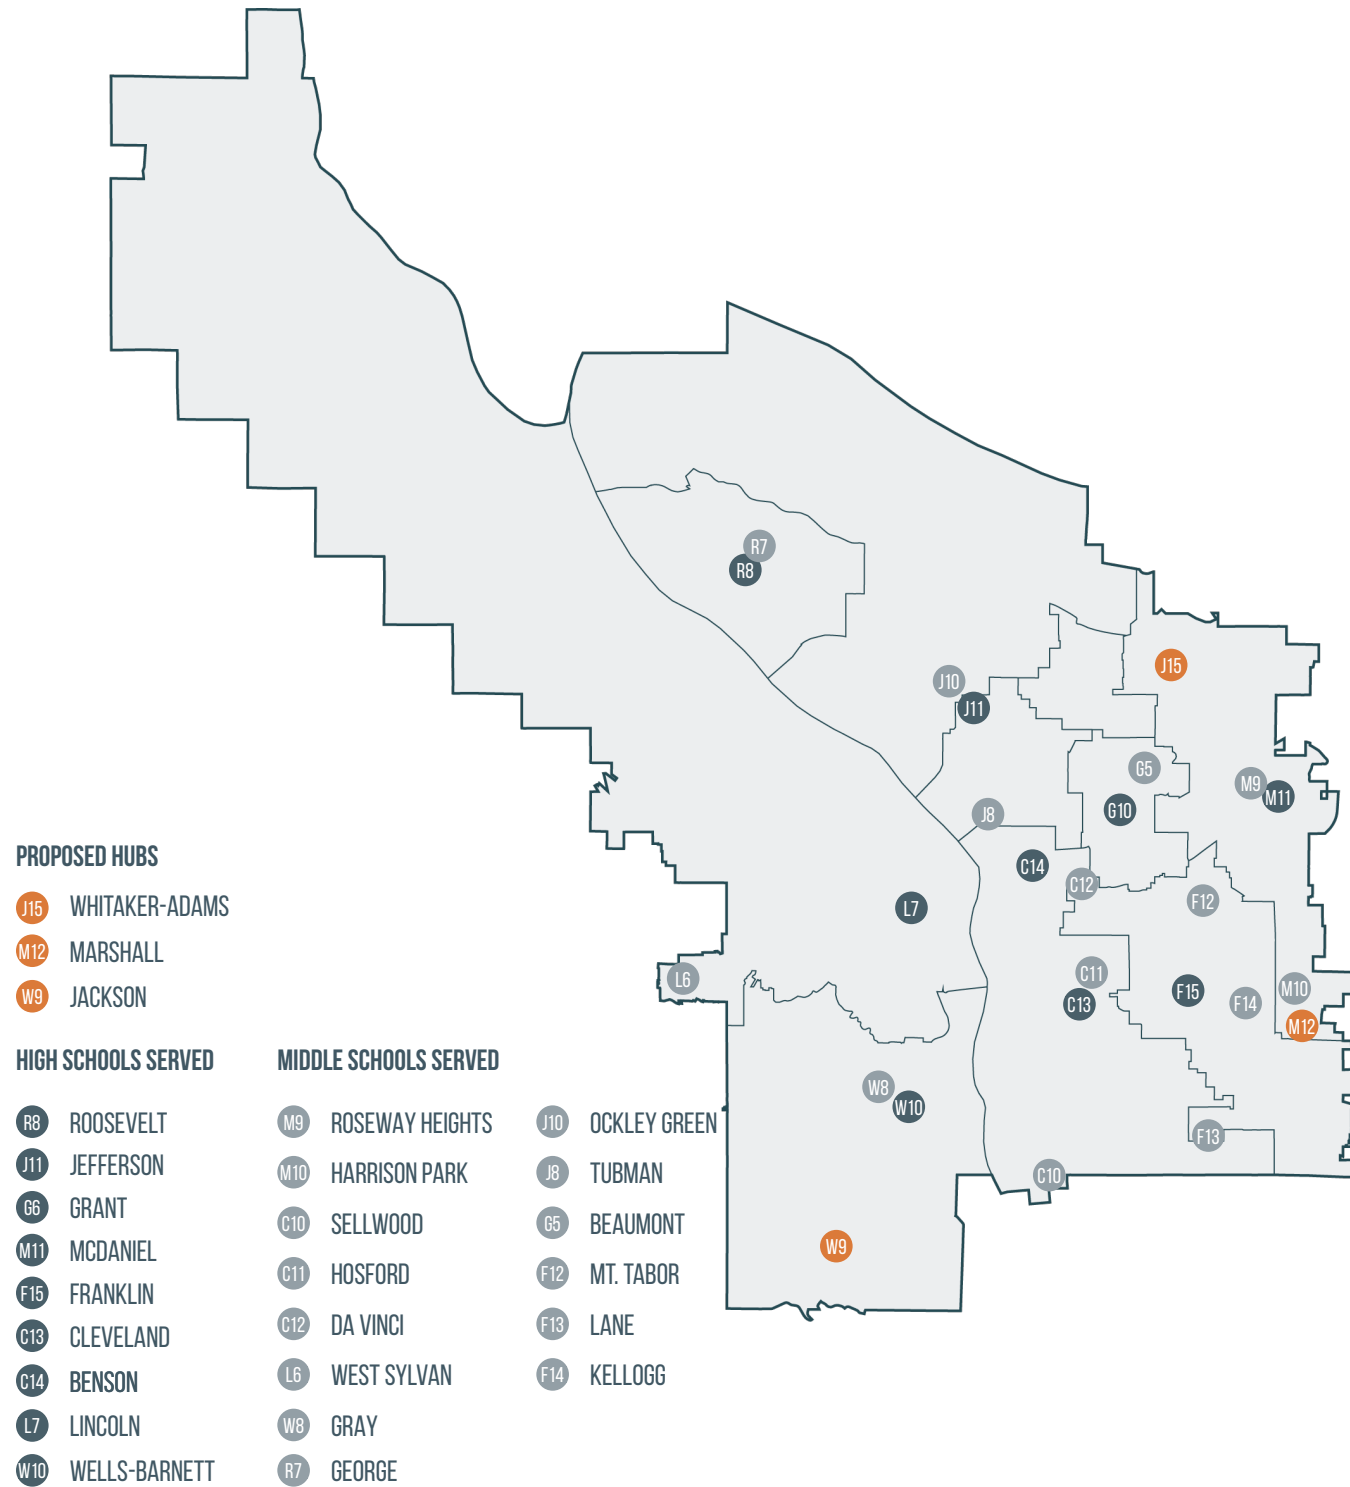 R7
R8
J15
J10
J11
G5
M9
M11
G10
J8
C14
C12
F12
L7
L6
C11
C13
F15
F14
M10
M12
W8
W10
F13
C10
W9
PROPOSED HUBS
J15 WHITAKER-ADAMS
M12 MARSHALL
W9 JACKSON
HIGH SCHOOLS SERVED
R8 ROOSEVELT
J11 JEFFERSON
G6 GRANT
M11 MCDANIEL
F15 FRANKLIN
C13 CLEVELAND
C14 BENSON
L7 LINCOLN
W10 WELLS-BARNETT
MIDDLE SCHOOLS SERVED
M9 ROSEWAY HEIGHTS
M10 HARRISON PARK
C10 SELLWOOD
C11 HOSFORD
C12 DA VINCI
L6 WEST SYLVAN
W8 GRAY
R7 GEORGE
J10 OCKLEY GREEN
J8 TUBMAN
G5 BEAUMONT
F12 MT. TABOR
F13 LANE
F14 KELLOGG